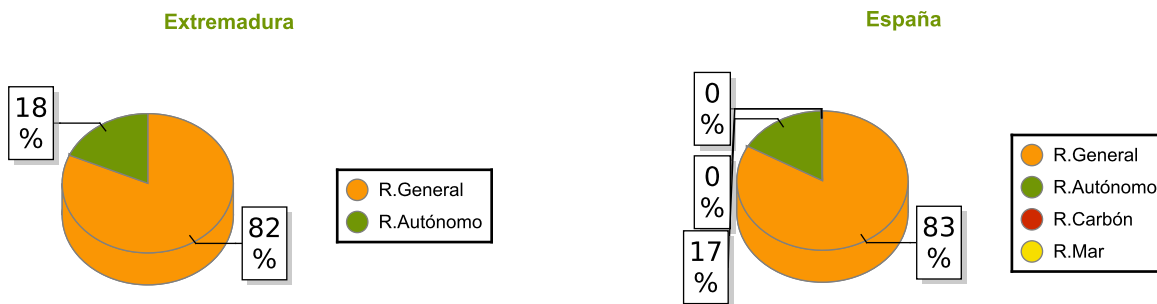 Extremadura
18
%
82
%
R.General
R.Autónomo
España
0
%
0
%
17
%
83
%
R.General
R.Autónomo
R.Carbón
R.Mar